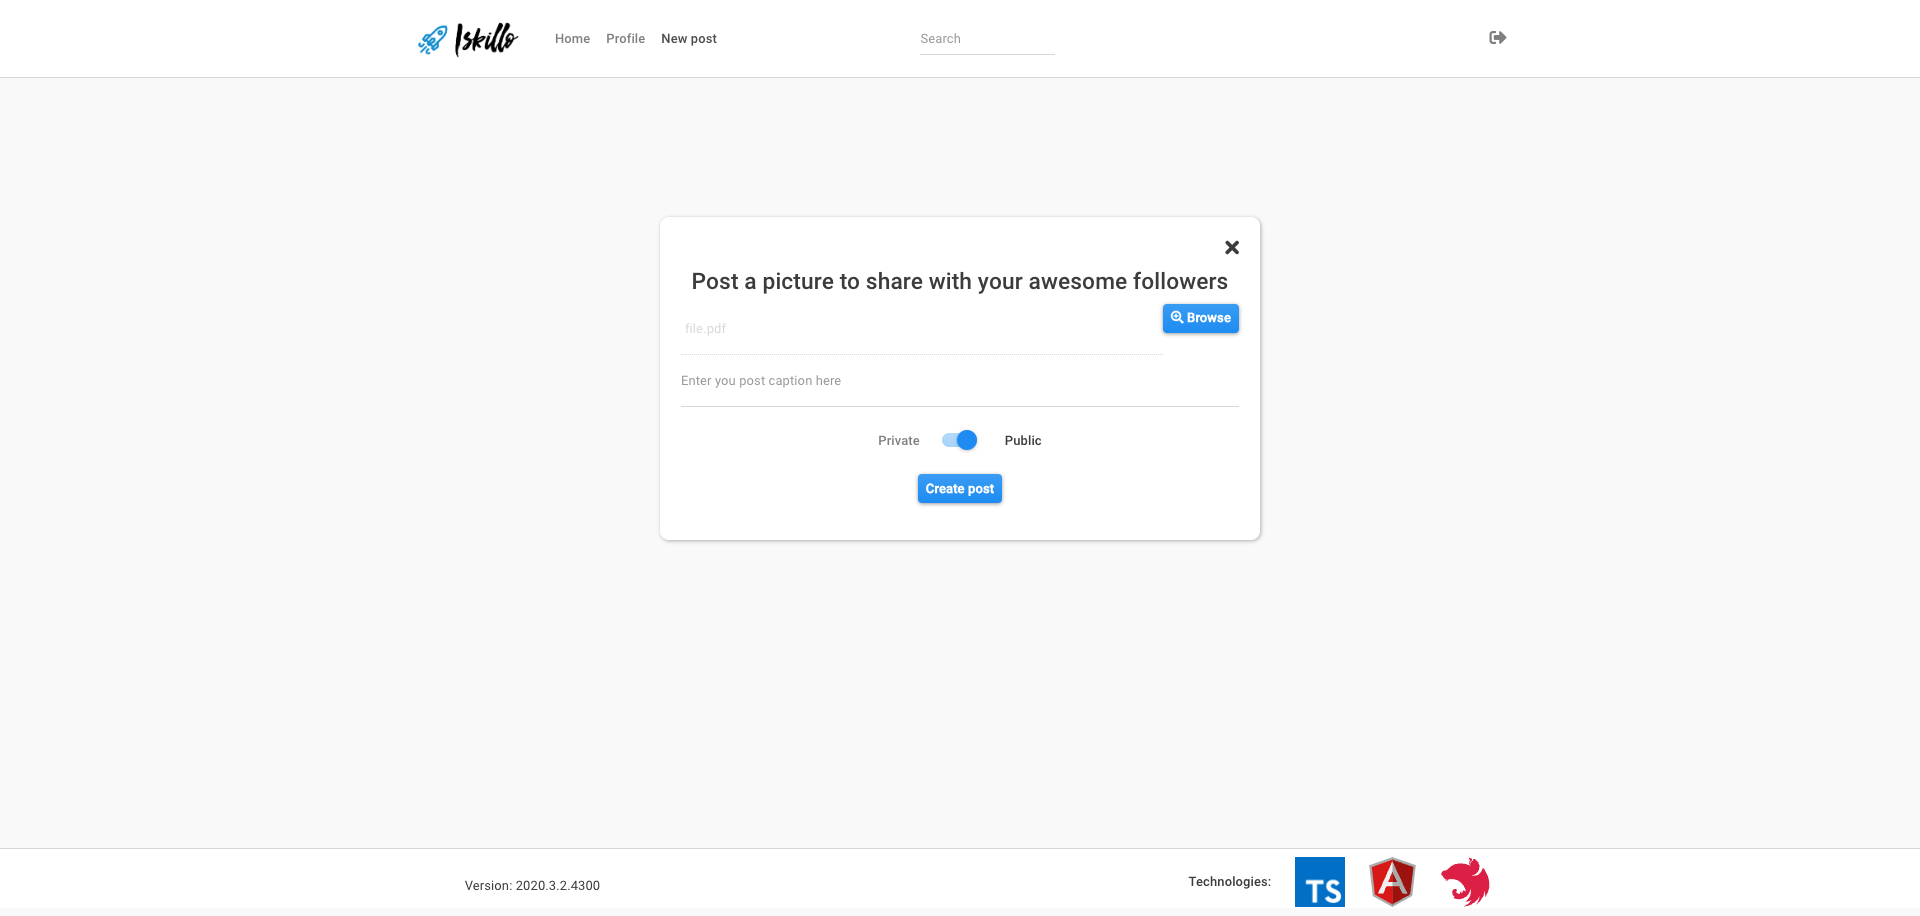 Iskillo
Home Profile New post
Search
Post a picture to share with your awesome followers
file.pdf
Browse
Enter you post caption here
Private Public
Create post
Version: 2020.3.2.4300
Technologies:
TS
A